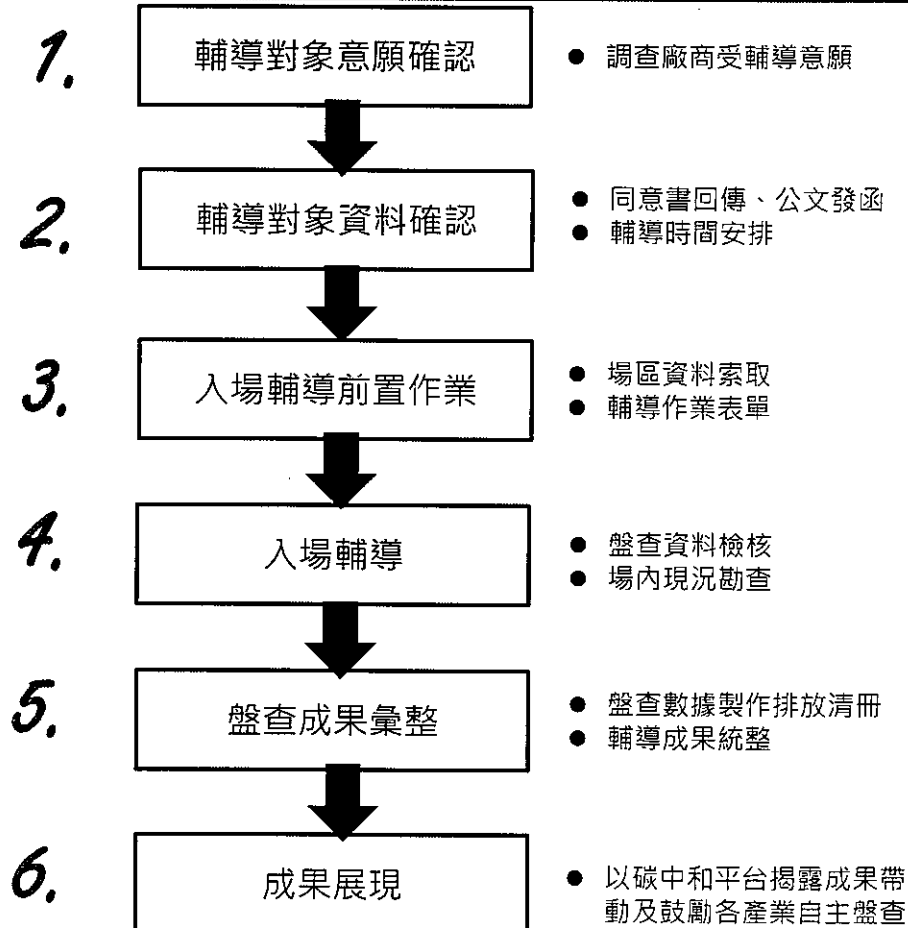 1.
輔導對象意願確認
● 調查廠商受輔導意願
2.
輔導對象資料確認
● 同意書回傳、公文發函
● 輔導時間安排
3.
入場輔導前置作業
● 場區資料索取
● 輔導作業表單
4.
入場輔導
● 盤查資料檢核
● 場內現況勘查
5.
盤查成果彙整
● 盤查數據製作排放清冊
● 輔導成果統整
6.
成果展現
● 以碳中和平台揭露成果帶
動及鼓勵各產業自主盤查